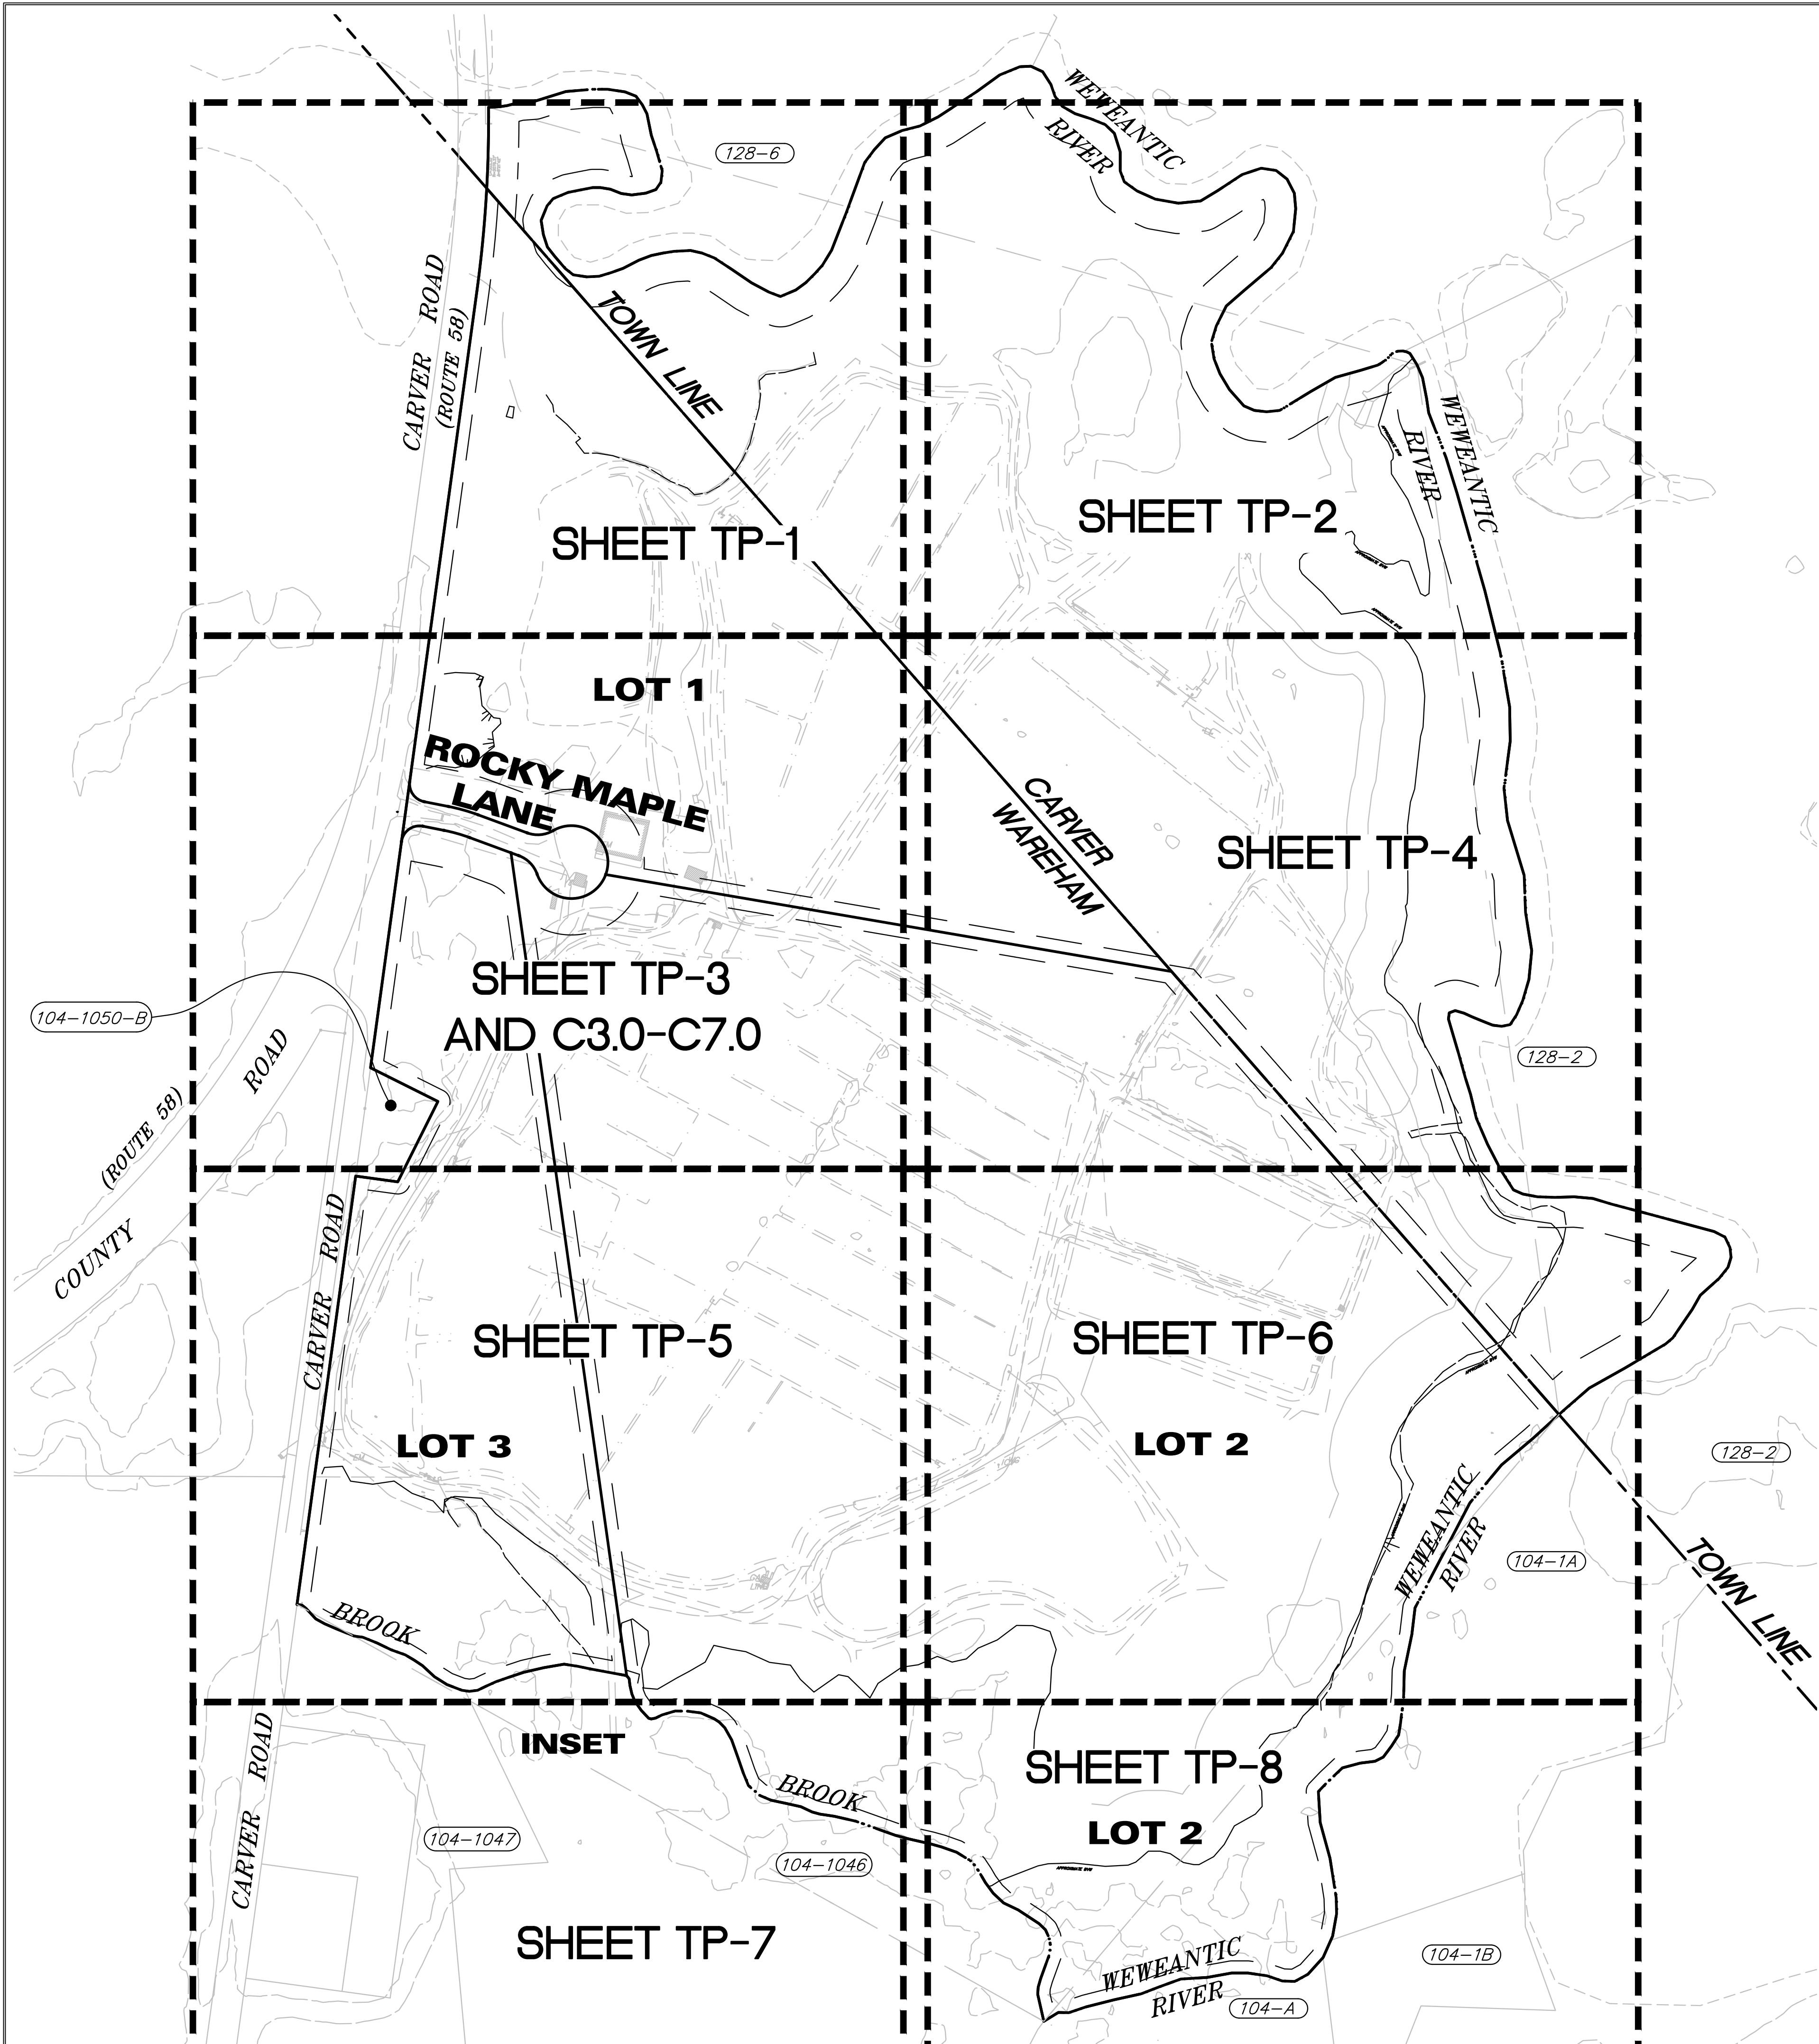 WEWEANTIC
RIVER
128-6
CARVER ROAD
(ROUTE 58)
TOWN LINE
WEWEANTIC
RIVER
SHEET TP-1
SHEET TP-2
LOT 1
ROCKY MAPLE
LANE
CARVER
WAREHAM
SHEET TP-4
SHEET TP-3
AND C3.0-C7.0
104-1050-B
128-2
(ROUTE 58)
COUNTY ROAD
CARVER ROAD
SHEET TP-5
SHEET TP-6
LOT 3
LOT 2
128-2
WEWEANTIC
RIVER
104-1A
TOWN LINE
BROOK
CARVER ROAD
INSET
SHEET TP-8
BROOK
LOT 2
104-1047
104-1046
SHEET TP-7
WEWEANTIC
RIVER
104-A
104-1B